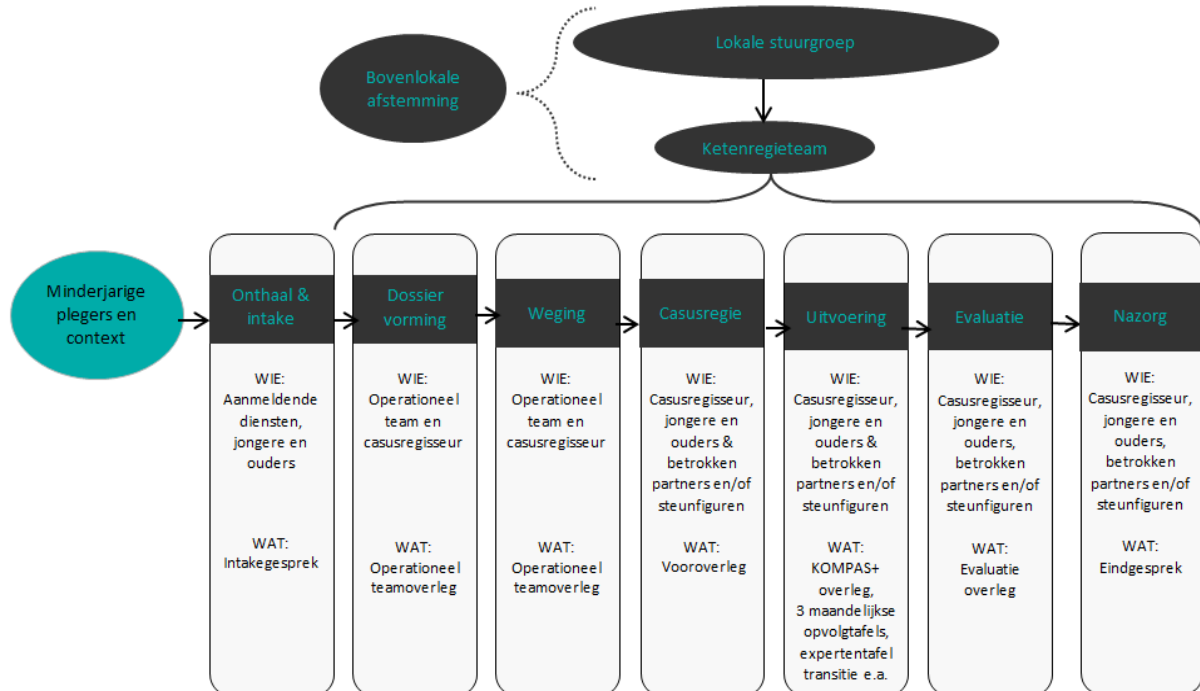 Lokale stuurgroep
Bovenlokale
afstemming
Ketenregieteam
Minderjarige
plegers en
context
Onthaal &
intake
WIE:
Aanmeldende
diensten,
jongere en
ouders
WAT:
Intakegesprek
Dossier
vorming
WIE:
Operationeel
team en
casusregisseur
WAT:
Operationeel
teamoverleg
Weging
WIE:
Operationeel
team en
casusregisseur
WAT:
Operationeel
teamoverleg
Casusregie
WIE:
Casusregisseur,
jongere en
ouders &
betrokken
partners en/of
steunfiguren
WAT:
Vooroverleg
Uitvoering
WIE:
Casusregisseur,
jongere en
ouders &
betrokken
partners en/of
steunfiguren
WAT:
KOMPAS+
overleg,
3 maandelijkse
opvolgtafels,
expertentafel
transitie e.a.
Evaluatie
WIE:
Casusregisseur,
jongere en
ouders,
betrokken
partners en/of
steunfiguren
WAT:
Evaluatie
overleg
Nazorg
WIE:
Casusregisseur,
jongere en
ouders,
betrokken
partners en/of
steunfiguren
WAT:
Eindgesprek